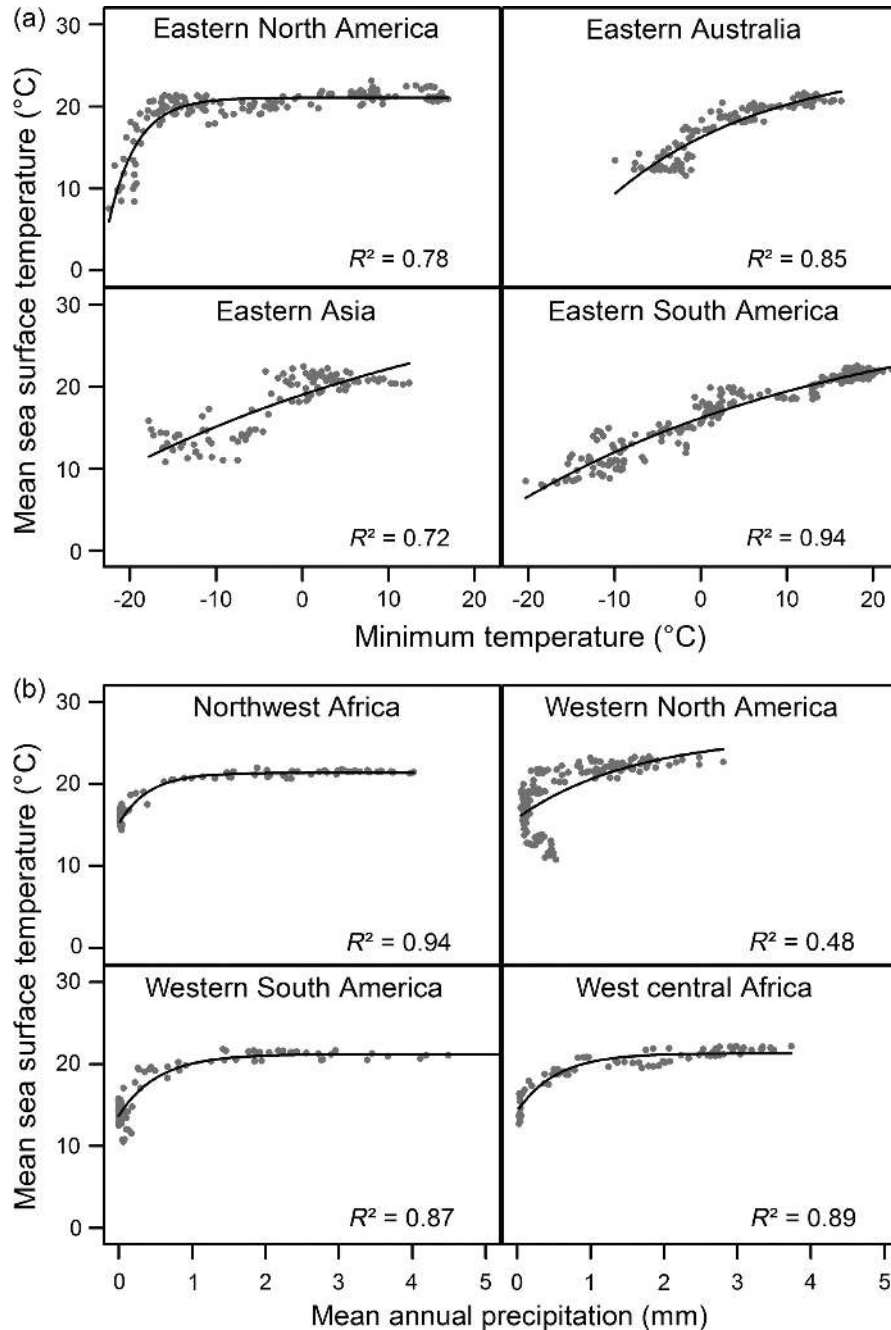 (a)
Eastern North America
Eastern Australia
Mean sea surface temperature (°C)
30
20
10
0
R² = 0.78
R² = 0.85
Eastern Asia
Eastern South America
30
20
10
0
R² = 0.72
R² = 0.94
-20 -10 0 10 20 -20 -10 0 10 20
Minimum temperature (°C)
(b)
Northwest Africa
Western North America
Mean sea surface temperature (°C)
30
20
10
0
R² = 0.94
R² = 0.48
Western South America
West central Africa
30
20
10
0
R² = 0.87
R² = 0.89
0 1 2 3 4 5 0 1 2 3 4 5
Mean annual precipitation (mm)